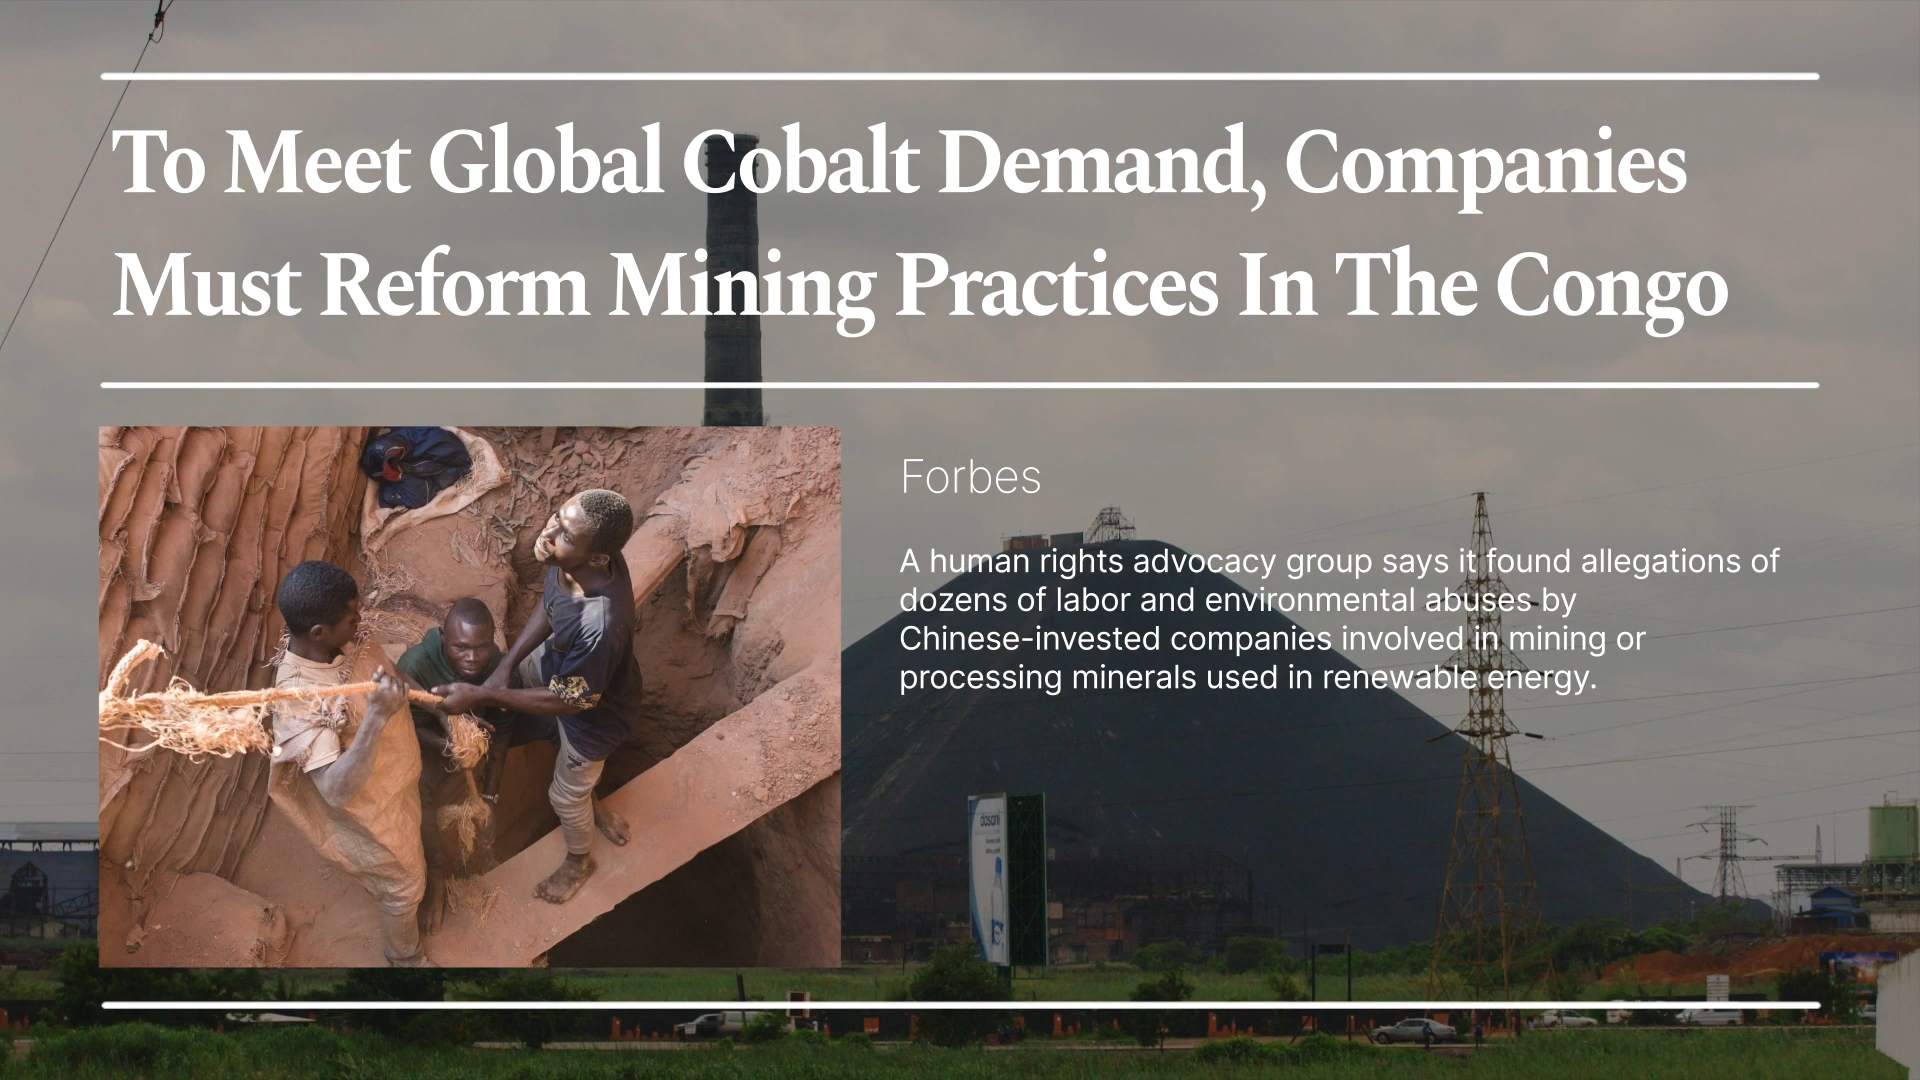 To Meet Global Cobalt Demand, Companies
Must Reform Mining Practices In The Congo
Forbes
A human rights advocacy group says it found allegations of
dozens of labor and environmental abuses by
Chinese-invested companies involved in mining or
processing minerals used in renewable energy.
dasani